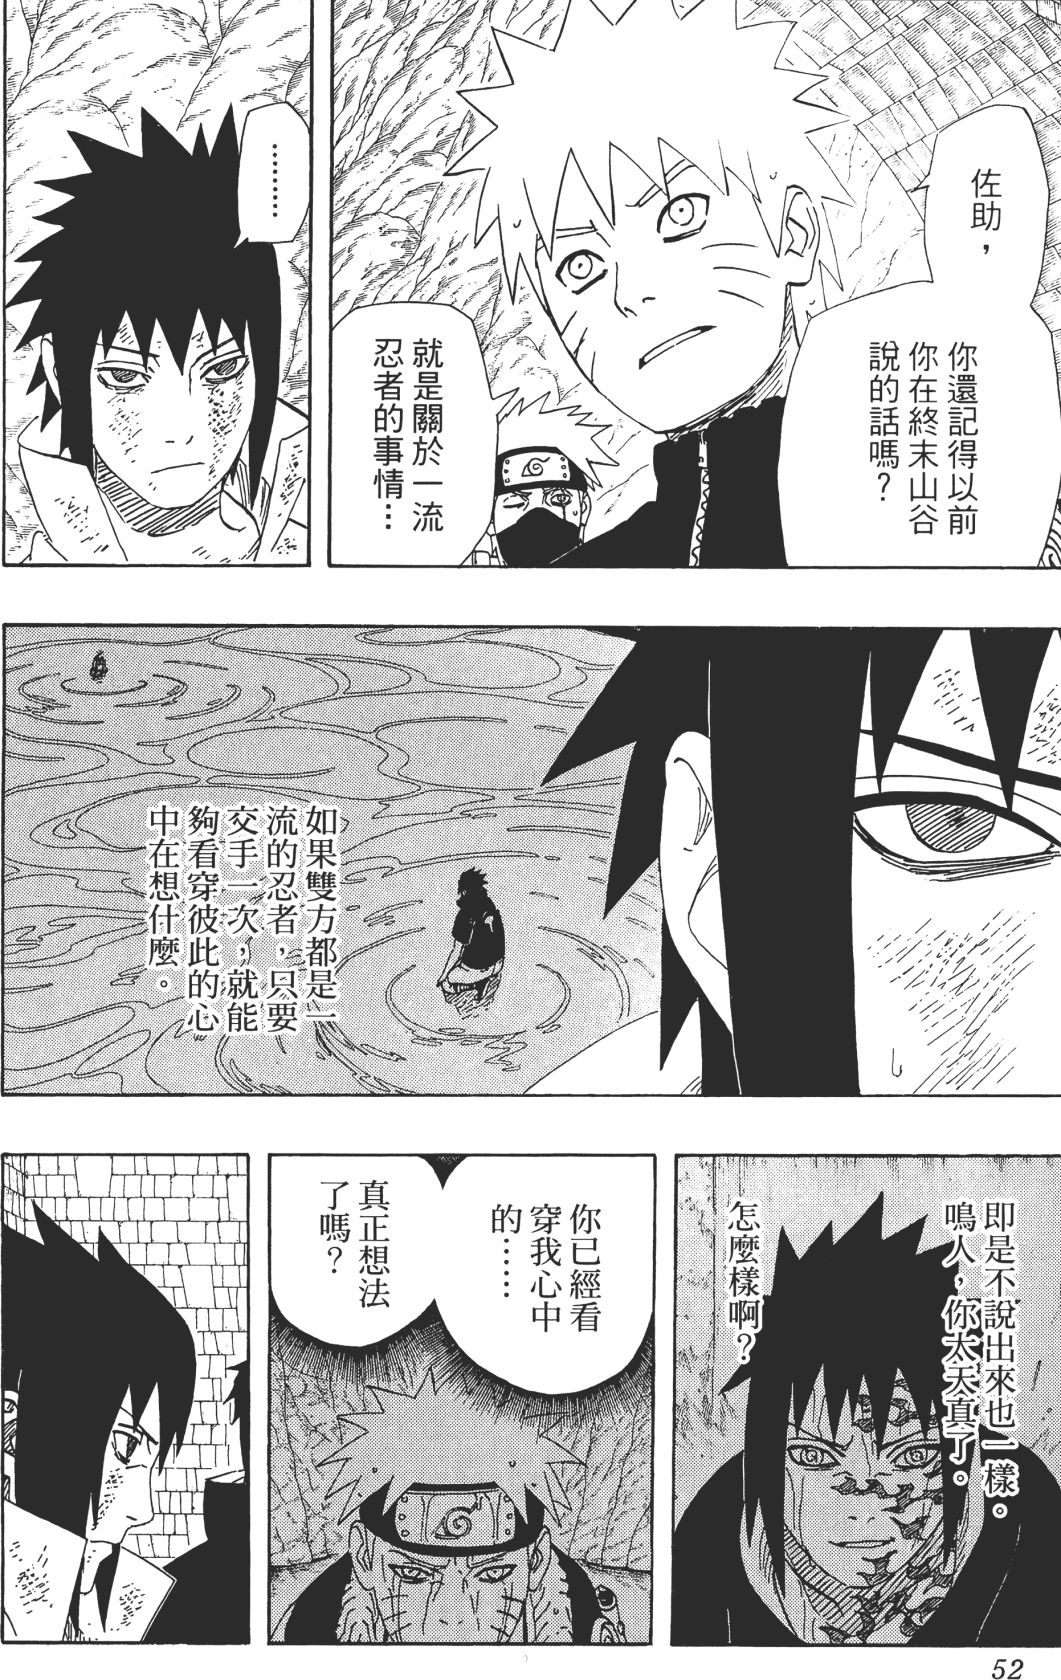 佐助，
你還記得以前
你在終末山谷
說的話嗎？
就是關於一流
忍者的事情…
………
如果雙方都是一
流的忍者，只要
交手一次，就能
夠看穿彼此的心
中在想什麼。
即是不說出來也一樣。
鳴人，你太天真了。
怎麼樣啊？
你已經看
穿我心中
的……
真正想法
了嗎？
52